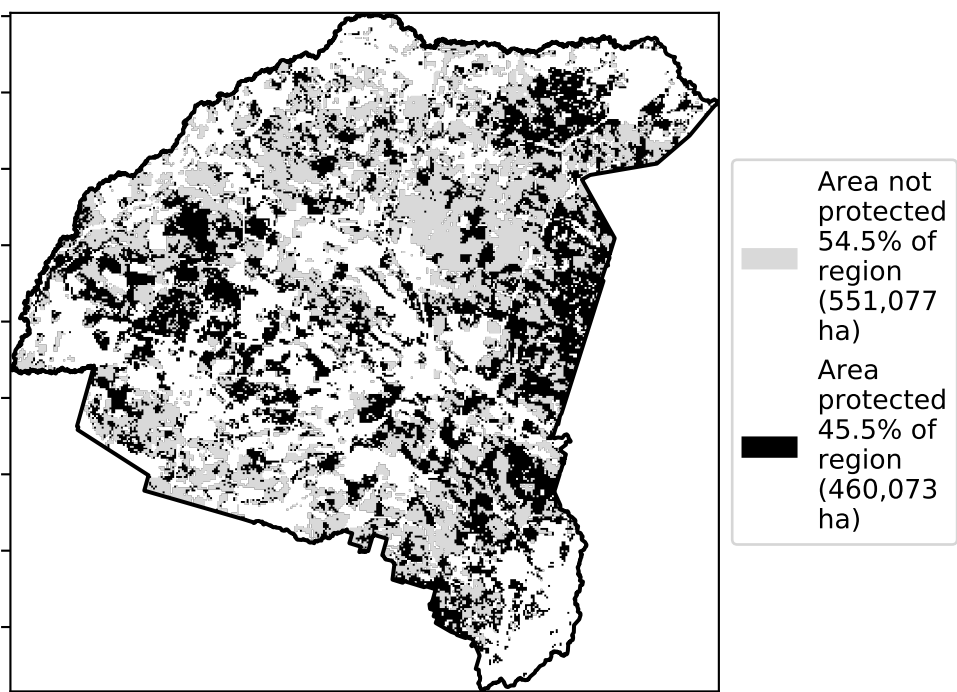 Area not
protected
54.5% of
region
(551,077
ha)
Area
protected
45.5% of
region
(460,073
ha)